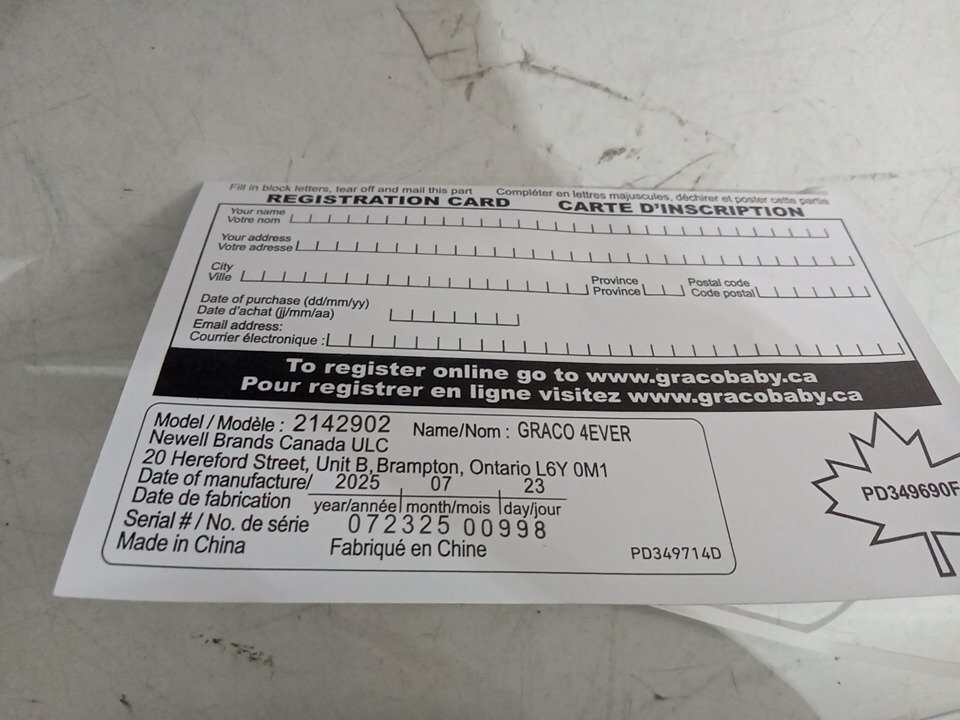 Fill in block letters, tear off and mail this part Compléter en lettres majuscules, déchirer et poster cette partie
REGISTRATION CARD CARTE D'INSCRIPTION
Your name
Votre nom
Your address
Votre adresse
City
Ville
Province
Province
Postal code
Code postal
Date of purchase (dd/mm/yy)
Date d'achat (jj/mm/aa)
Email address:
Courrier électronique :
To register online go to www.gracobaby.ca
Pour registrer en ligne visitez www.gracobaby.ca
Model / Modèle : 2142902 Name/Nom : GRACO 4EVER
Newell Brands Canada ULC
20 Hereford Street, Unit B, Brampton, Ontario L6Y 0M1
Date of manufacture/ 2025 07 23
Date de fabrication year/année month/mois day/jour
Serial # / No. de série 072325 00998
Made in China Fabriqué en Chine PD349714D
PD349690F